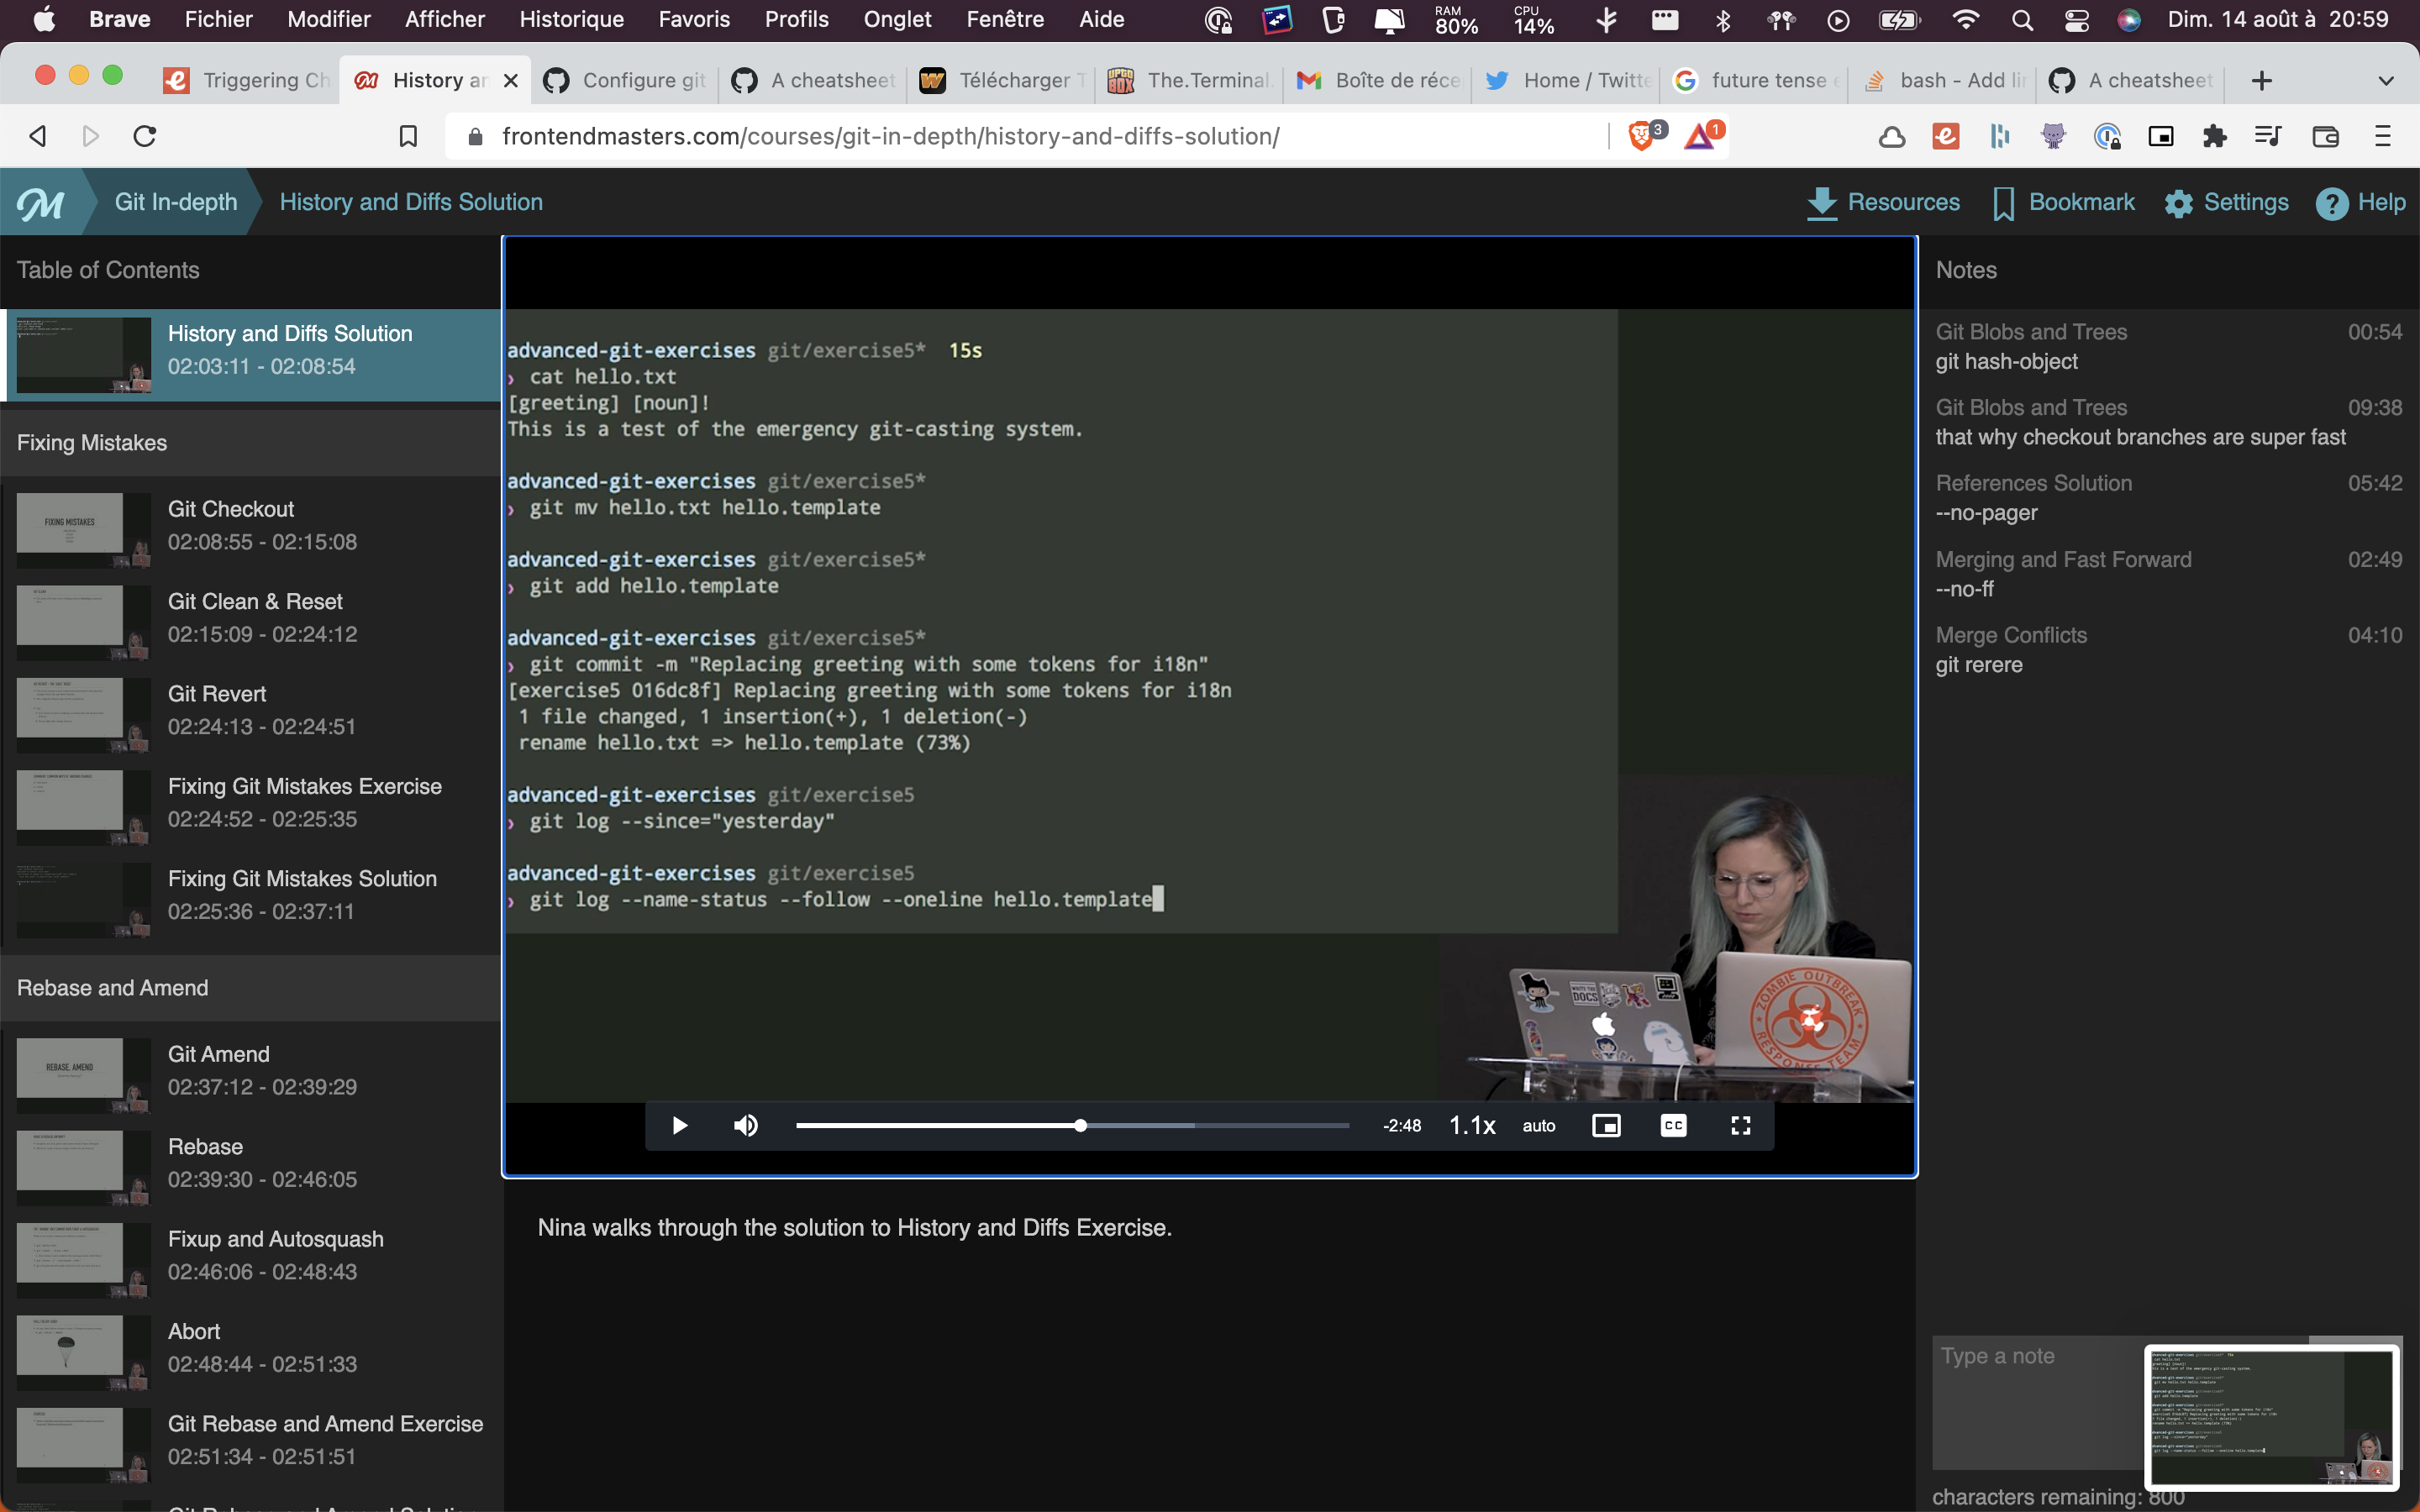 Brave Fichier Modifier Afficher Historique Favoris Profils Onglet Fenêtre Aide RAM 80% CPU 14% Dim. 14 août à 20:59
Triggering Ch History ar Configure git A cheatsheet Télécharger T The.Terminal. Boîte de réce Home / Twitte future tense e bash - Add lir A cheatsheet
frontendmasters.com/courses/git-in-depth/history-and-diffs-solution/ 3 1
Git In-depth History and Diffs Solution Resources Bookmark Settings Help
Table of Contents
History and Diffs Solution
02:03:11 - 02:08:54
Fixing Mistakes
FIXING MISTAKES
Git Checkout
02:08:55 - 02:15:08
Git Clean & Reset
02:15:09 - 02:24:12
Git Revert
02:24:13 - 02:24:51
Fixing Git Mistakes Exercise
02:24:52 - 02:25:35
Fixing Git Mistakes Solution
02:25:36 - 02:37:11
Rebase and Amend
REBASE, AMEND
Git Amend
02:37:12 - 02:39:29
Rebase
02:39:30 - 02:46:05
Fixup and Autosquash
02:46:06 - 02:48:43
Abort
02:48:44 - 02:51:33
Git Rebase and Amend Exercise
02:51:34 - 02:51:51
advanced-git-exercises git/exercise5* 15s
› cat hello.txt
[greeting] [noun]!
This is a test of the emergency git-casting system.
advanced-git-exercises git/exercise5*
› git mv hello.txt hello.template
advanced-git-exercises git/exercise5*
› git add hello.template
advanced-git-exercises git/exercise5*
› git commit -m "Replacing greeting with some tokens for i18n"
[exercise5 016dc8f] Replacing greeting with some tokens for i18n
1 file changed, 1 insertion(+), 1 deletion(-)
rename hello.txt => hello.template (73%)
advanced-git-exercises git/exercise5
› git log --since="yesterday"
advanced-git-exercises git/exercise5
› git log --name-status --follow --oneline hello.template
WRITE THE DOCS
ZOMBIE OUTBREAK
RESPONSE TEAM
-2:48 1.1x auto CC
Nina walks through the solution to History and Diffs Exercise.
Notes
Git Blobs and Trees 00:54
git hash-object
Git Blobs and Trees 09:38
that why checkout branches are super fast
References Solution 05:42
--no-pager
Merging and Fast Forward 02:49
--no-ff
Merge Conflicts 04:10
git rerere
Type a note
characters remaining: 800